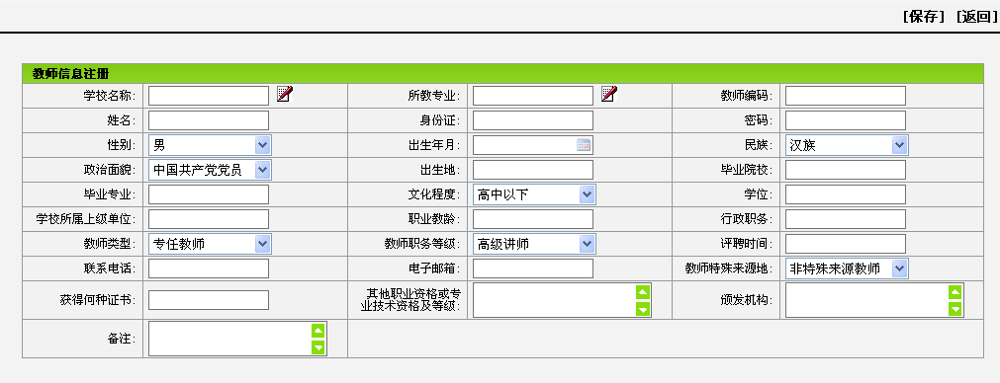 [保存] [返回]
教师信息注册
学校名称: 所教专业: 教师编码:
姓名: 身份证: 密码:
性别: 男 出生年月: 民族: 汉族
政治面貌: 中国共产党党员 出生地: 毕业院校:
毕业专业: 文化程度: 高中以下 学位:
学校所属上级单位: 职业教龄: 行政职务:
教师类型: 专任教师 教师职务等级: 高级讲师 评聘时间:
联系电话: 电子邮箱: 教师特殊来源地: 非特殊来源教师
获得何种证书: 其他职业资格或专
业技术资格及等级: 颁发机构:
备注: